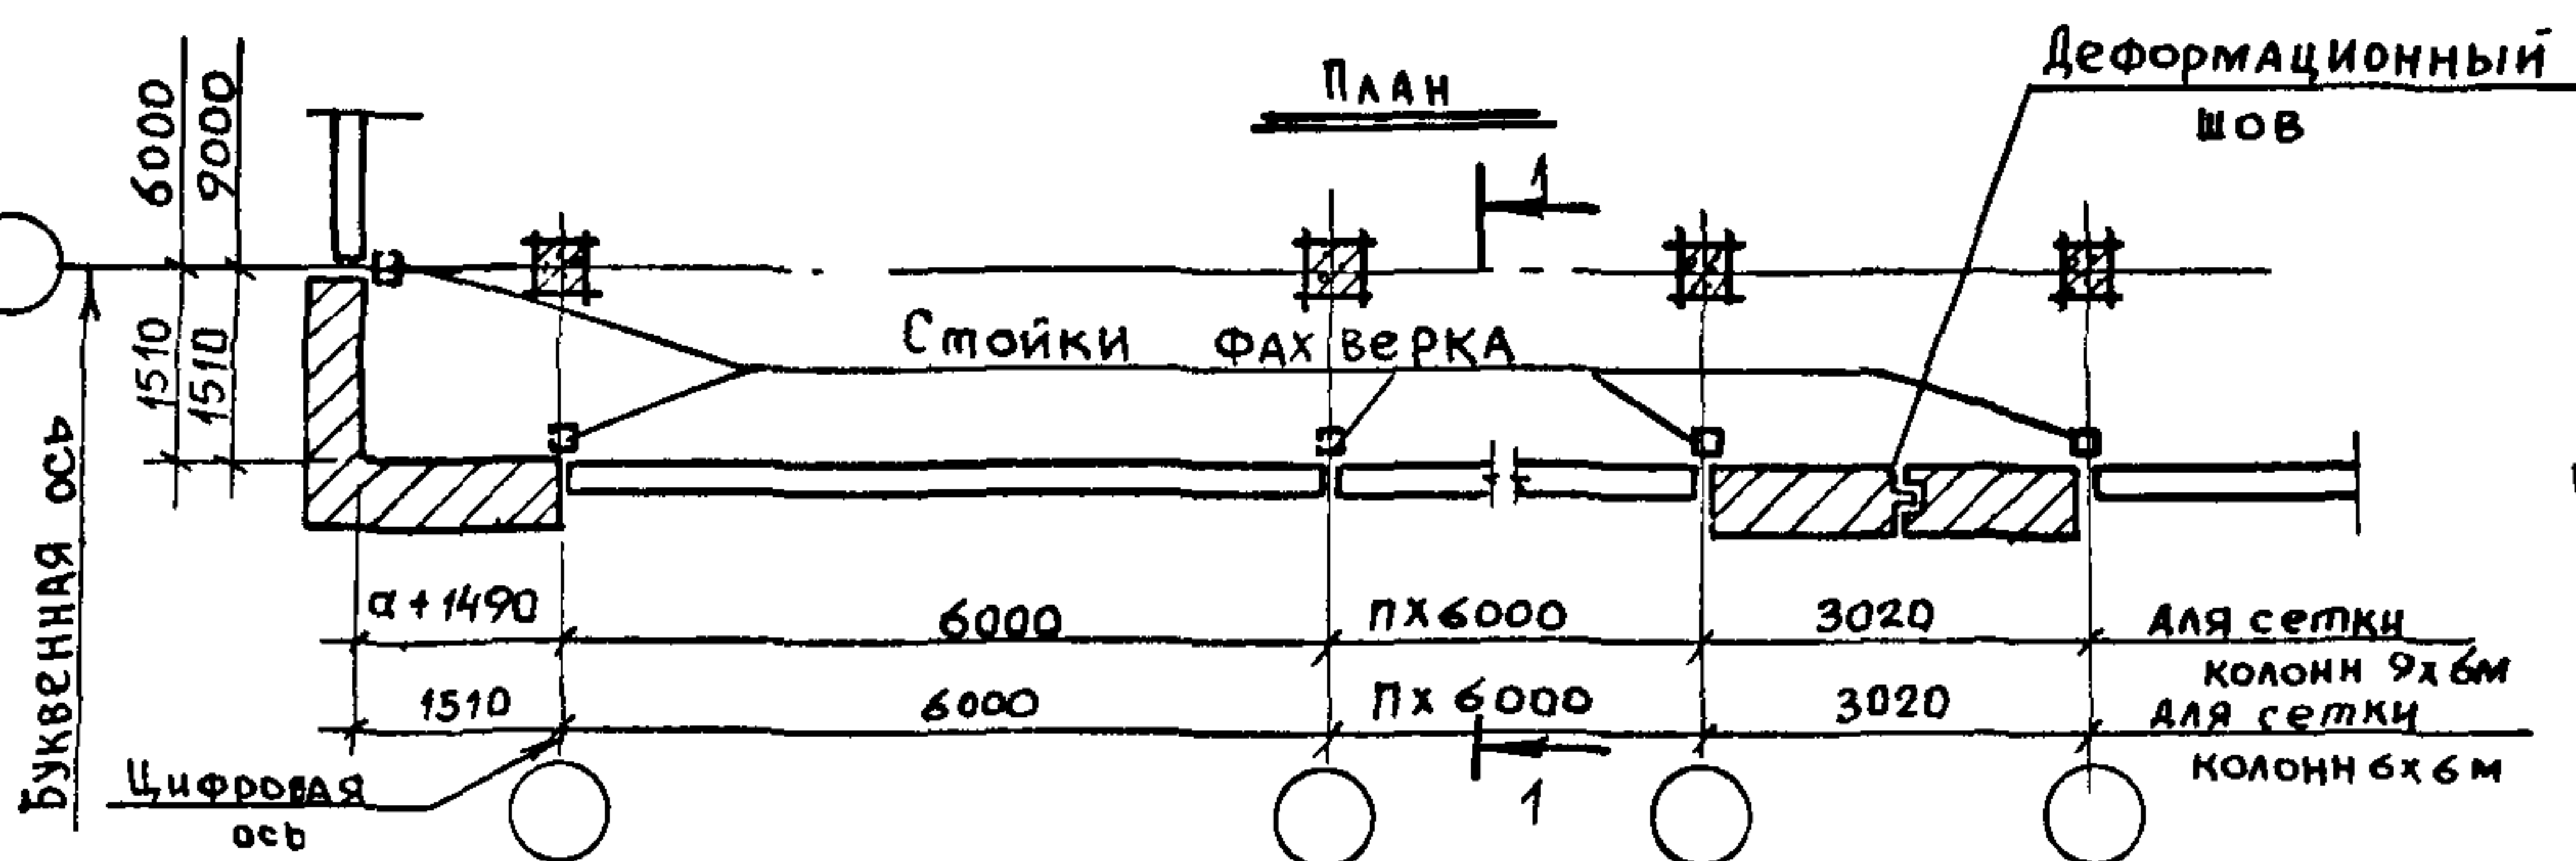 План
Деформационный
шов
6000
9000
1
Стойки фахверка
1510
1510
Буквенная ось
а+1490
6000
пх6000
3020
для сетки
колонн 9х6м
1510
6000
пх 6000
3020
для сетки
колонн 6х6м
Цифровая
ось
1